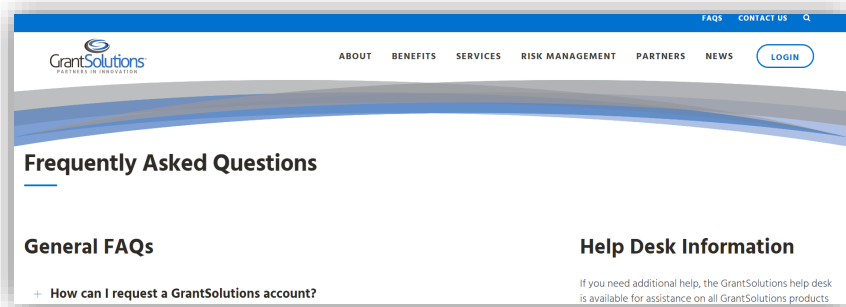 FAQS CONTACT US
GrantSolutions
PARTNERS IN INNOVATION
ABOUT BENEFITS SERVICES RISK MANAGEMENT PARTNERS NEWS LOGIN
Frequently Asked Questions
General FAQs
+ How can I request a GrantSolutions account?
Help Desk Information
If you need additional help, the GrantSolutions help desk
is available for assistance on all GrantSolutions products